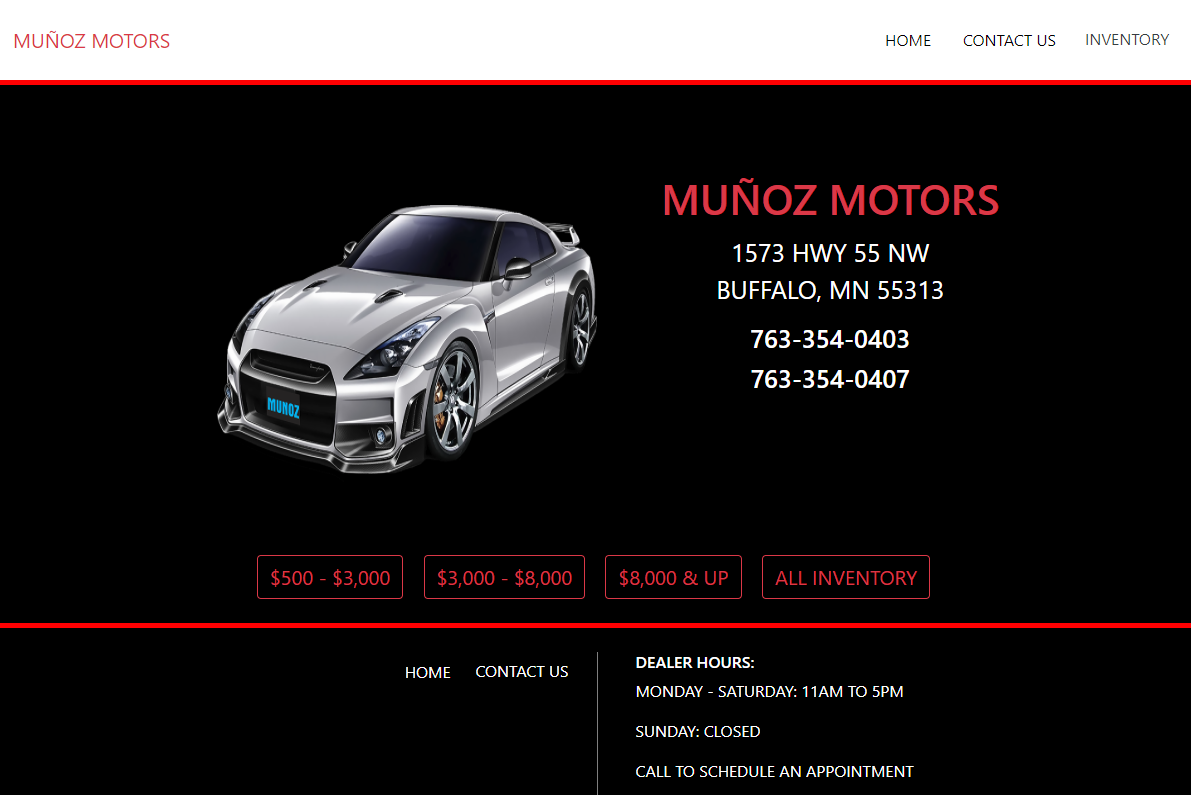 MUÑOZ MOTORS
HOME
CONTACT US
INVENTORY
MUÑOZ MOTORS
1573 HWY 55 NW
BUFFALO, MN 55313
763-354-0403
763-354-0407
MUNOZ
$500 - $3,000
$3,000 - $8,000
$8,000 & UP
ALL INVENTORY
HOME
CONTACT US
DEALER HOURS:
MONDAY - SATURDAY: 11AM TO 5PM
SUNDAY: CLOSED
CALL TO SCHEDULE AN APPOINTMENT